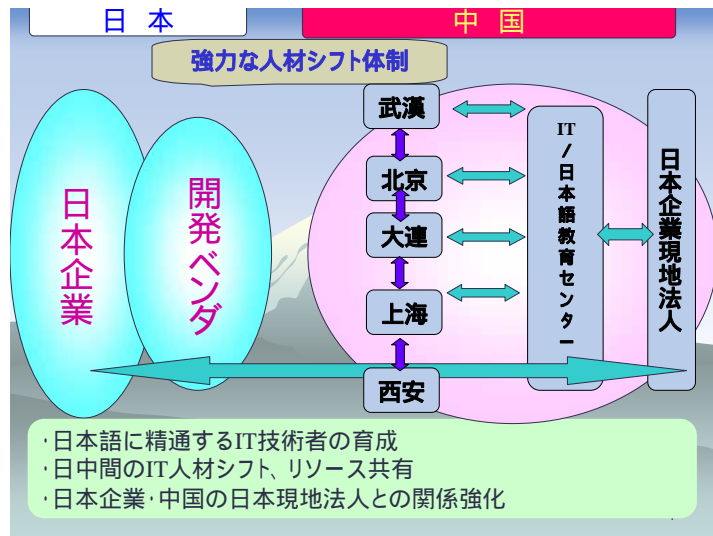 日 本
中 国
強力な人材シフト体制
日本企業
開発ベンダ
武漢
北京
大連
上海
西安
IT/日本語教育センター
日本企業現地法人
・日本語に精通するIT技術者の育成
・日中間のIT人材シフト、リソース共有
・日本企業・中国の日本現地法人との関係強化